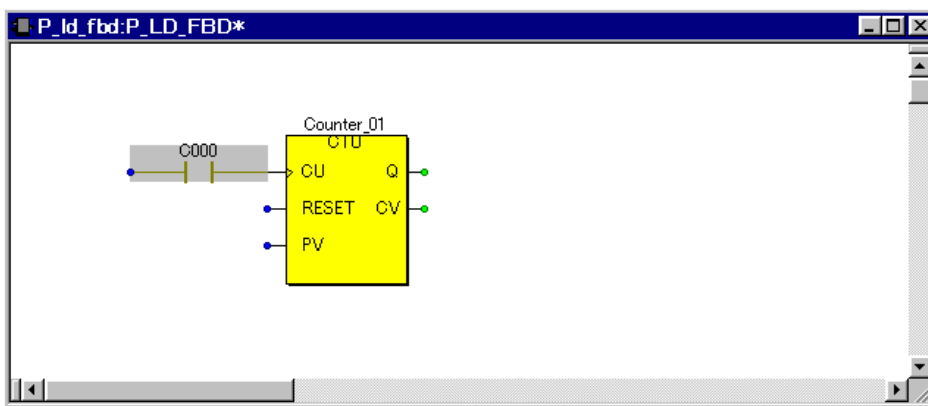 P_ld_fbd:P_LD_FBD*
Counter_01
CTU
C000
CU Q
RESET CV
PV